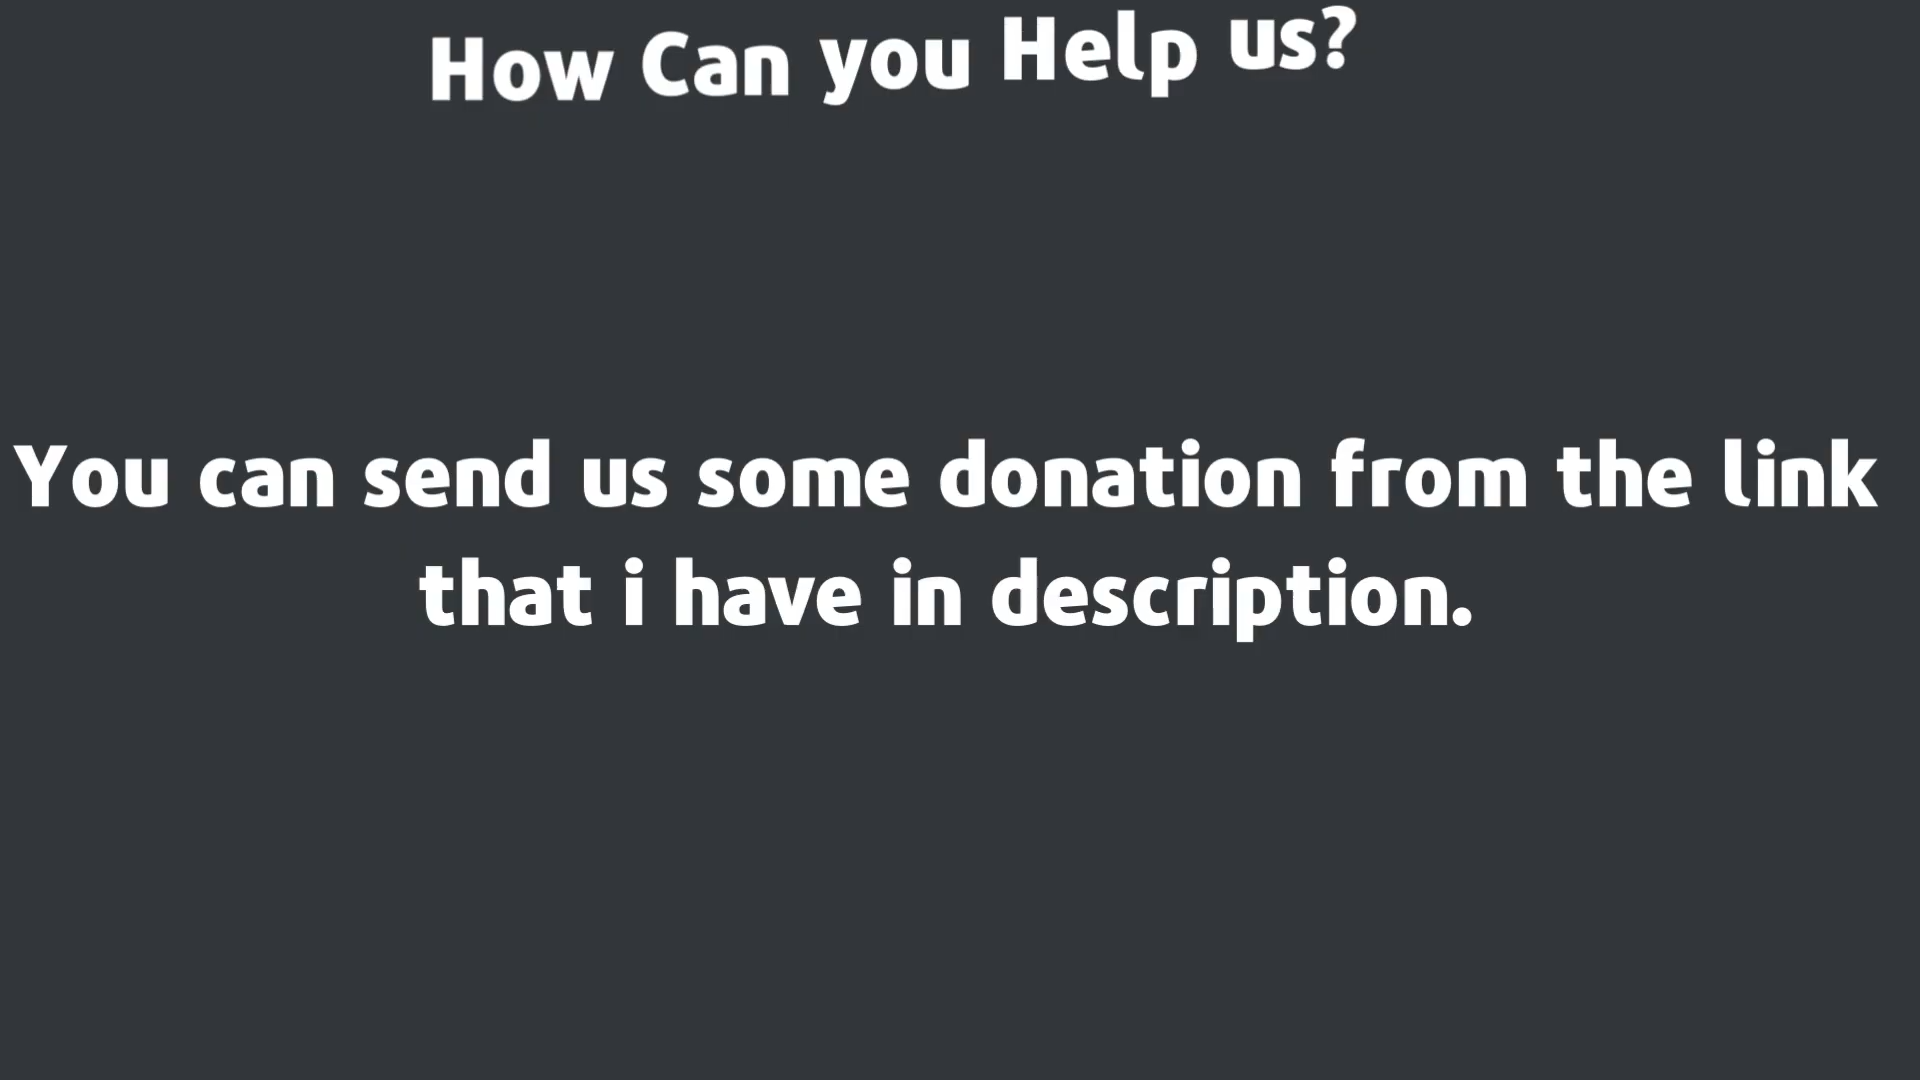 How Can you Help us?
You can send us some donation from the link
that i have in description.